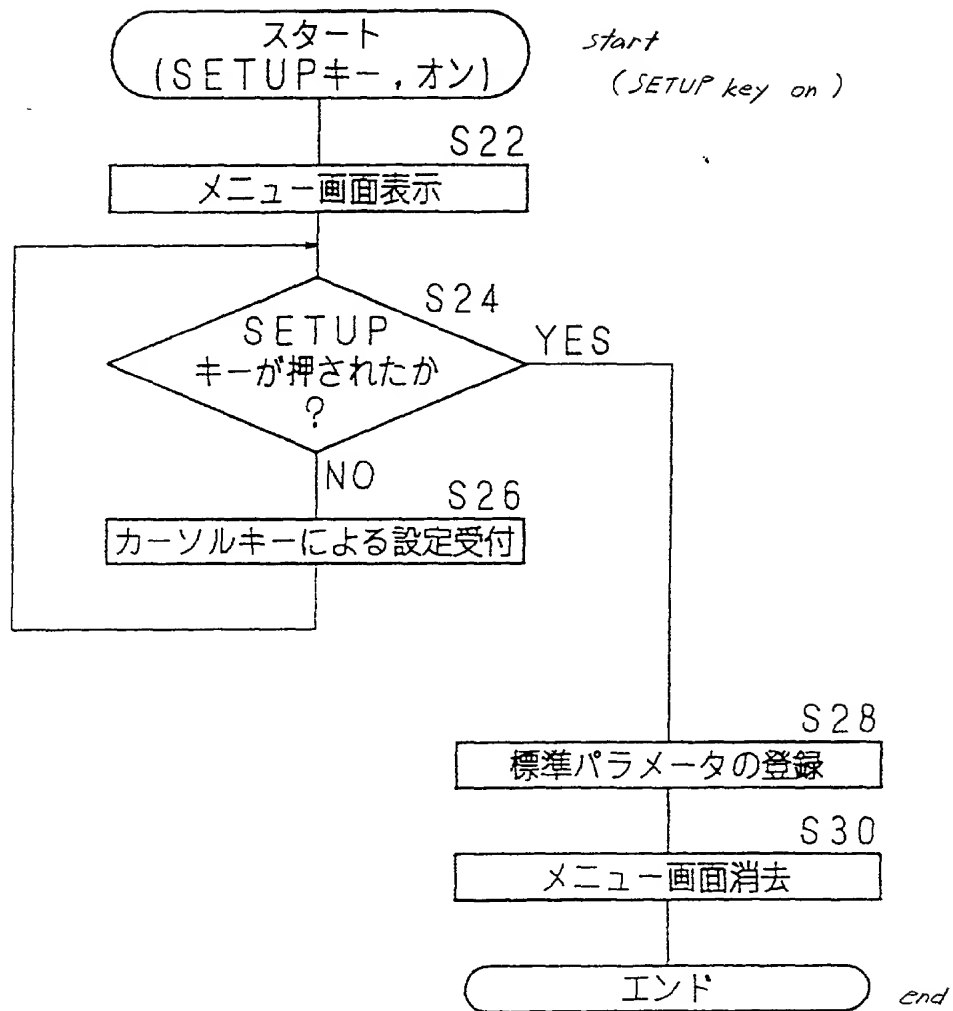 スタート
(SETUPキー,オン)
start
(SETUP key on)
S22
メニュー画面表示
S24
SETUP
キーが押されたか
?
YES
NO
S26
カーソルキーによる設定受付
S28
標準パラメータの登録
S30
メニュー画面消去
エンド
end